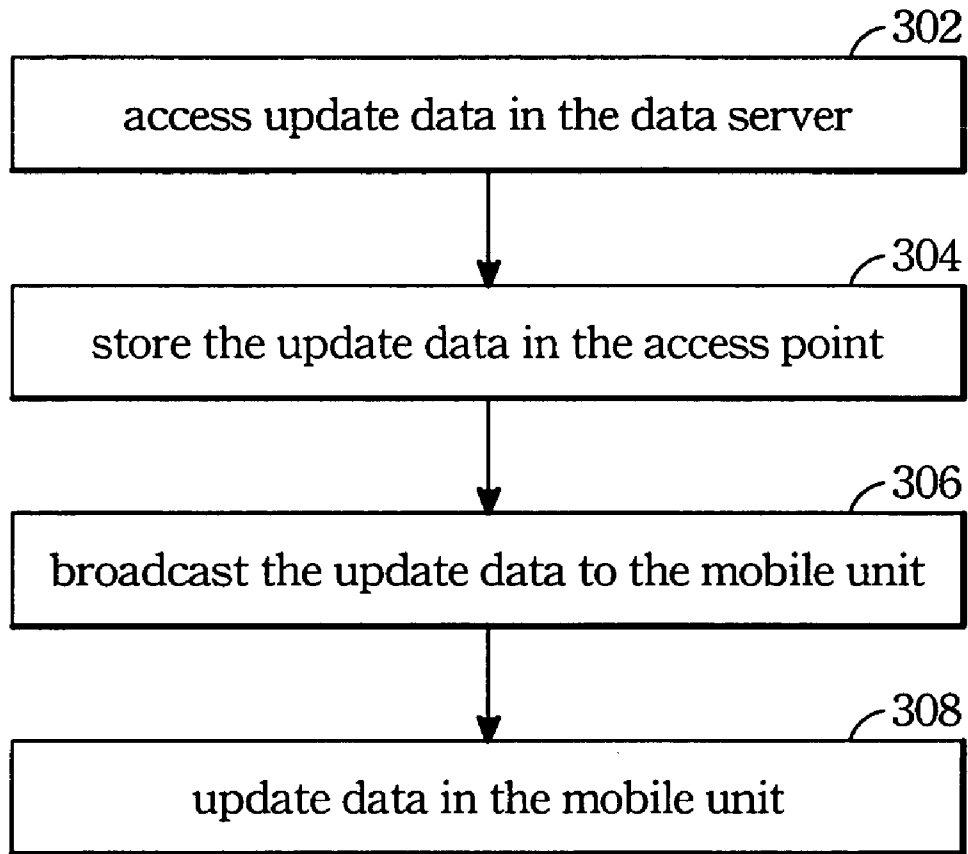 302
access update data in the data server
304
store the update data in the access point
306
broadcast the update data to the mobile unit
308
update data in the mobile unit